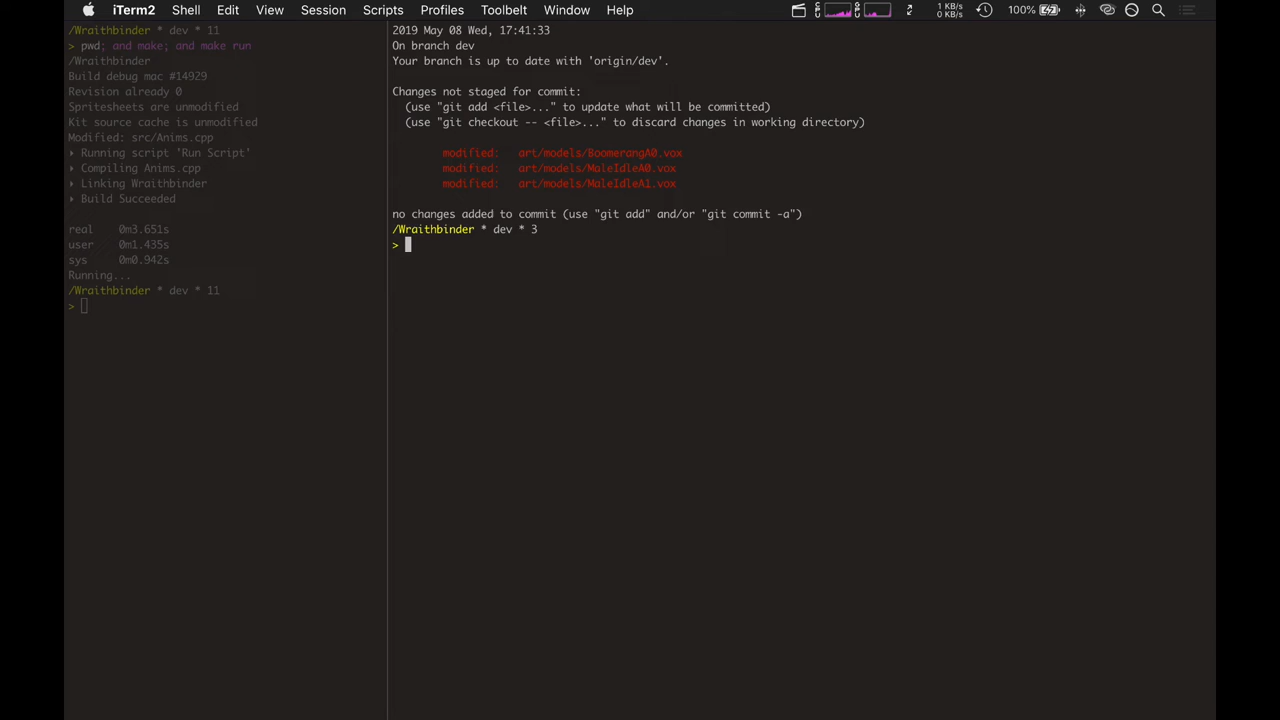 iTerm2 Shell Edit View Session Scripts Profiles Toolbelt Window Help 1 KB/s 0 KB/s 100%
/Wraithbinder * dev * 11
> pwd; and make; and make run
/Wraithbinder
Build debug mac #14929
Revision already 0
Spritesheets are unmodified
Kit source cache is unmodified
Modified: src/Anims.cpp
▸ Running script 'Run Script'
▸ Compiling Anims.cpp
▸ Linking Wraithbinder
▸ Build Succeeded
real 0m3.651s
user 0m1.435s
sys 0m0.942s
Running...
/Wraithbinder * dev * 11
>
2019 May 08 Wed, 17:41:33
On branch dev
Your branch is up to date with 'origin/dev'.
Changes not staged for commit:
(use "git add <file>..." to update what will be committed)
(use "git checkout -- <file>..." to discard changes in working directory)
modified: art/models/BoomerangA0.vox
modified: art/models/MaleIdleA0.vox
modified: art/models/MaleIdleA1.vox
no changes added to commit (use "git add" and/or "git commit -a")
/Wraithbinder * dev * 3
>